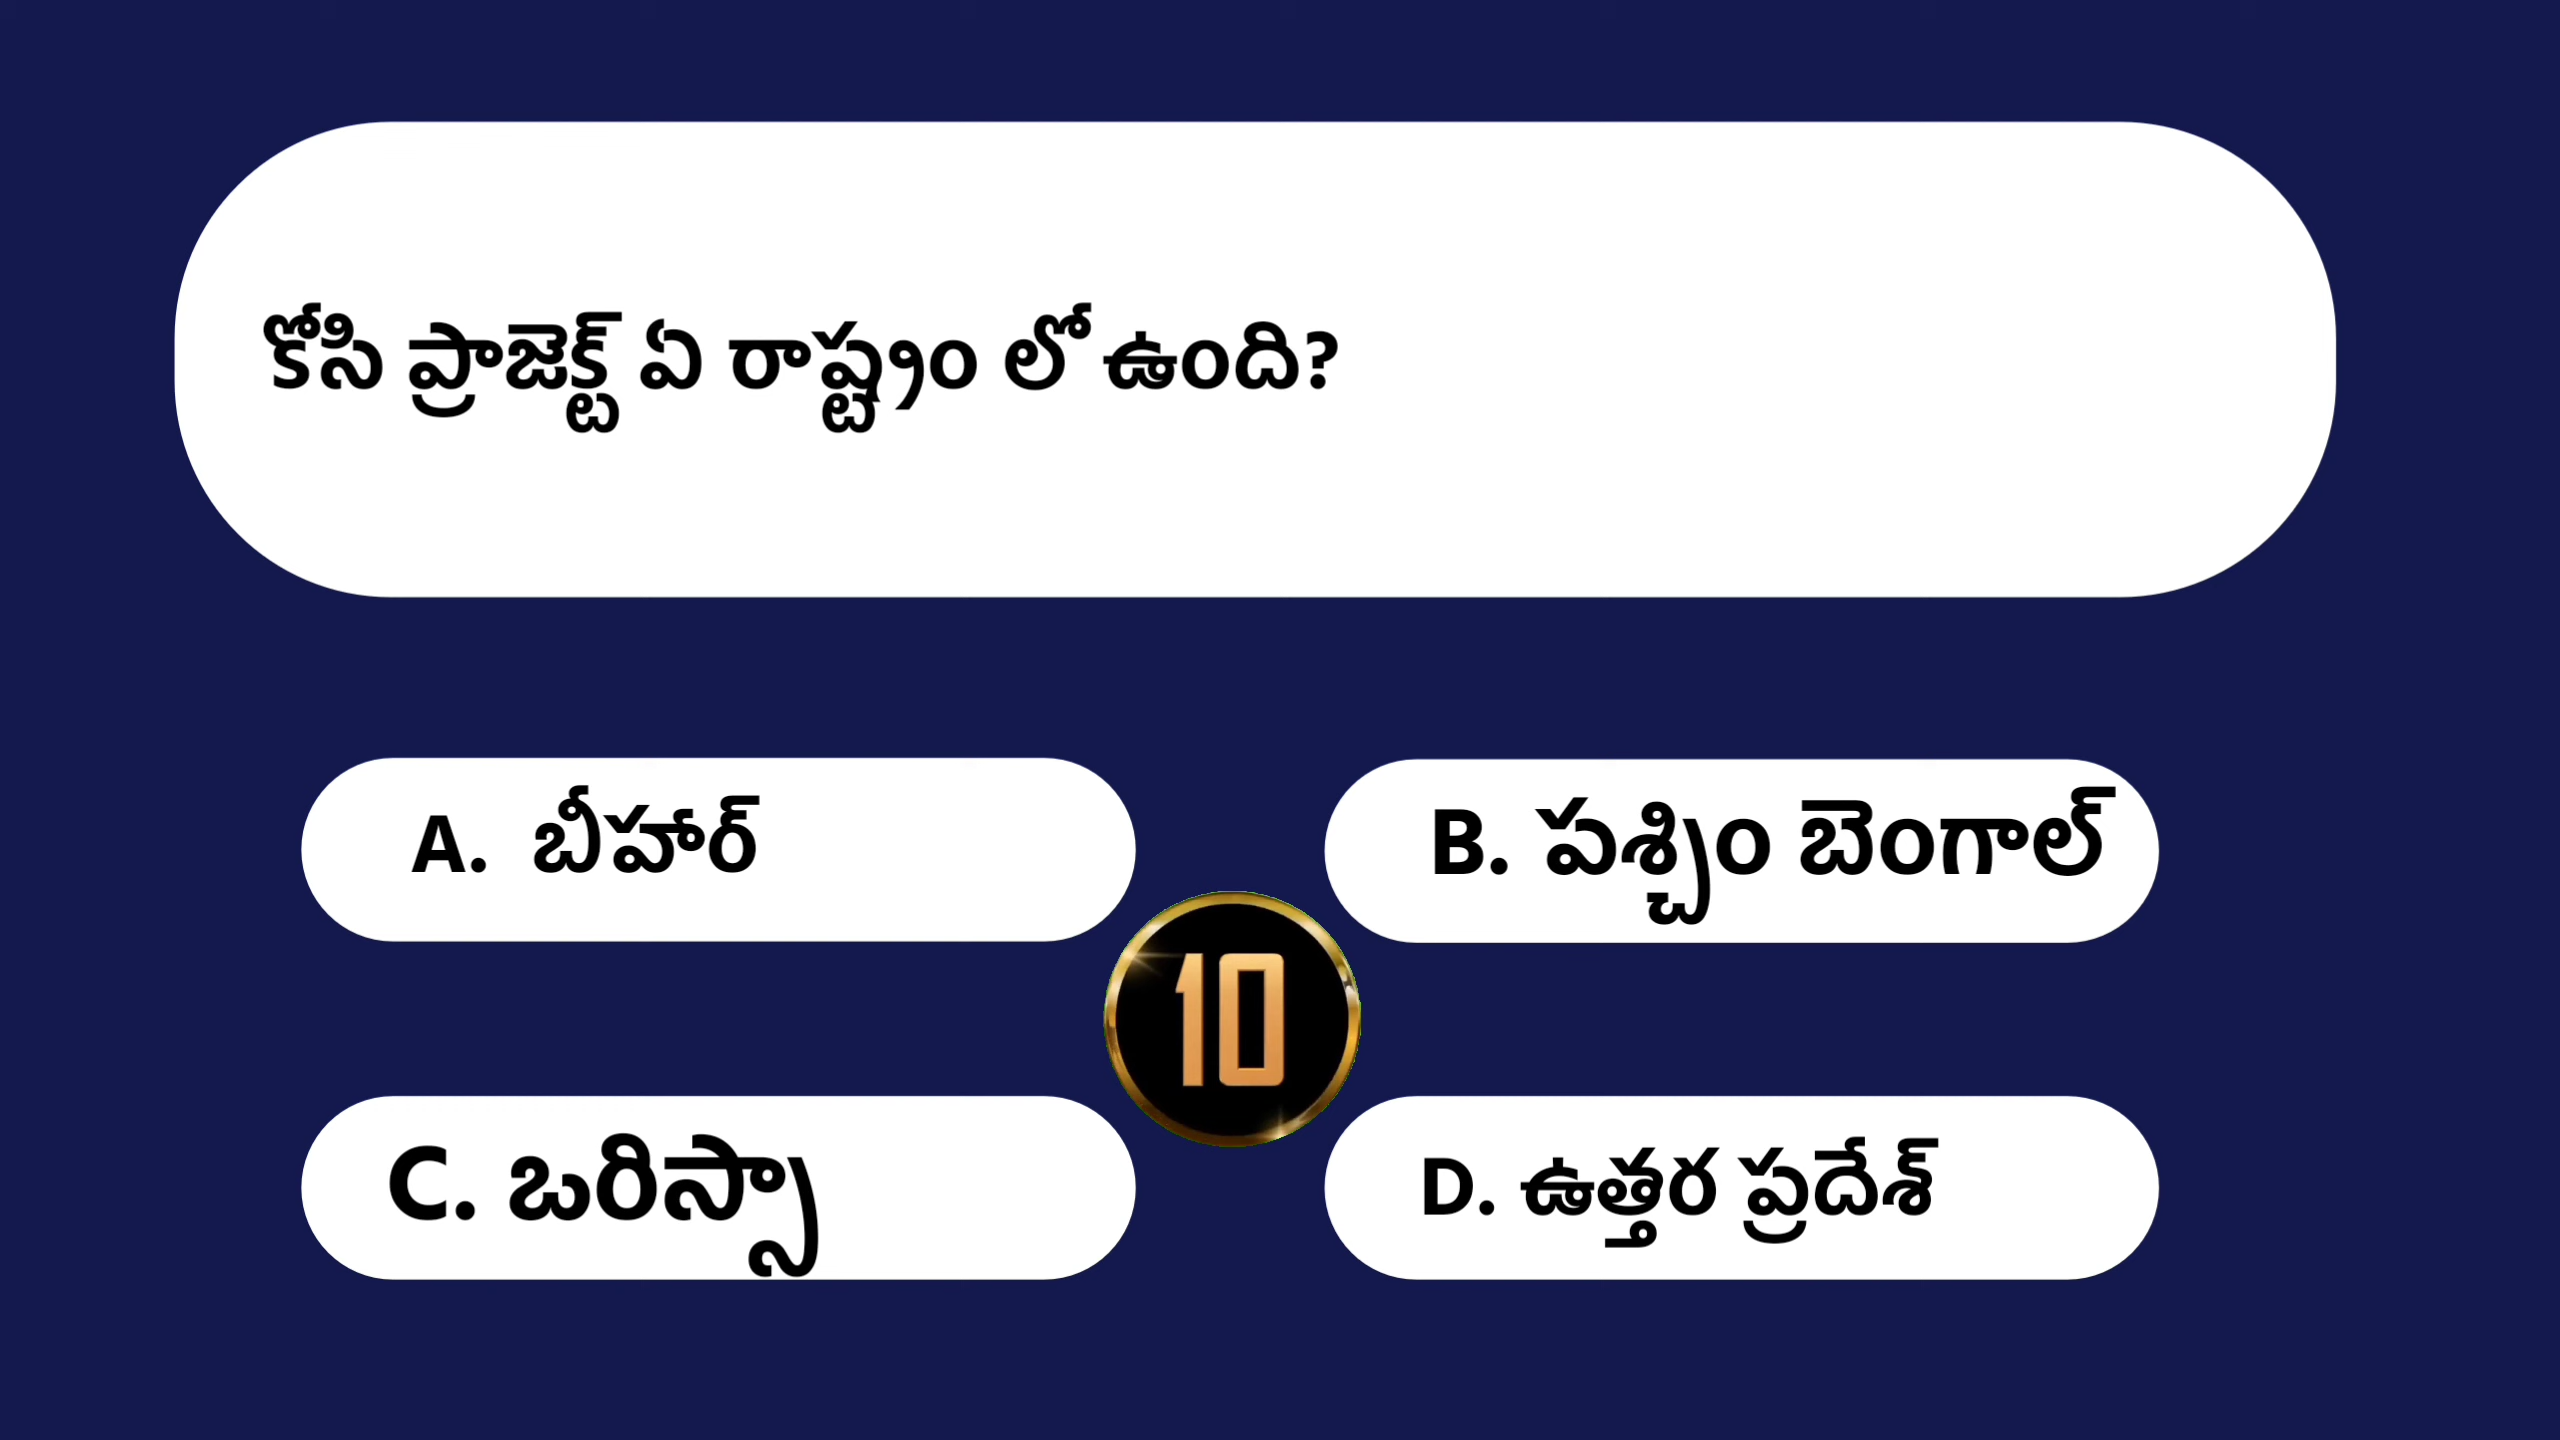 కోసి ప్రాజెక్ట్ ఏ రాష్ట్రం లో ఉంది?
A. బీహార్
B. పశ్చిం బెంగాల్
10
C. ఒరిస్సా
D. ఉత్తర ప్రదేశ్